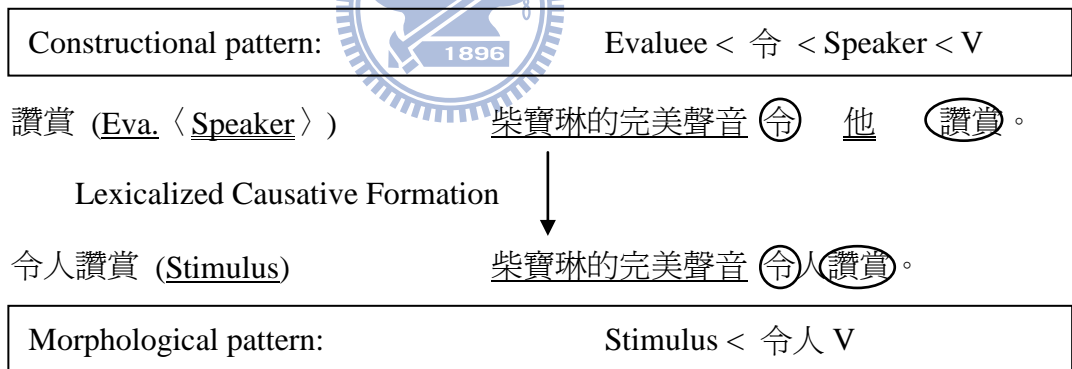 Constructional pattern: Evaluee < 令 < Speaker < V
1896
讚賞 (Eva.〈Speaker〉) 柴寶琳的完美聲音 令 他 讚賞。
Lexicalized Causative Formation
令人讚賞 (Stimulus) 柴寶琳的完美聲音 令人讚賞。
Morphological pattern: Stimulus < 令人 V